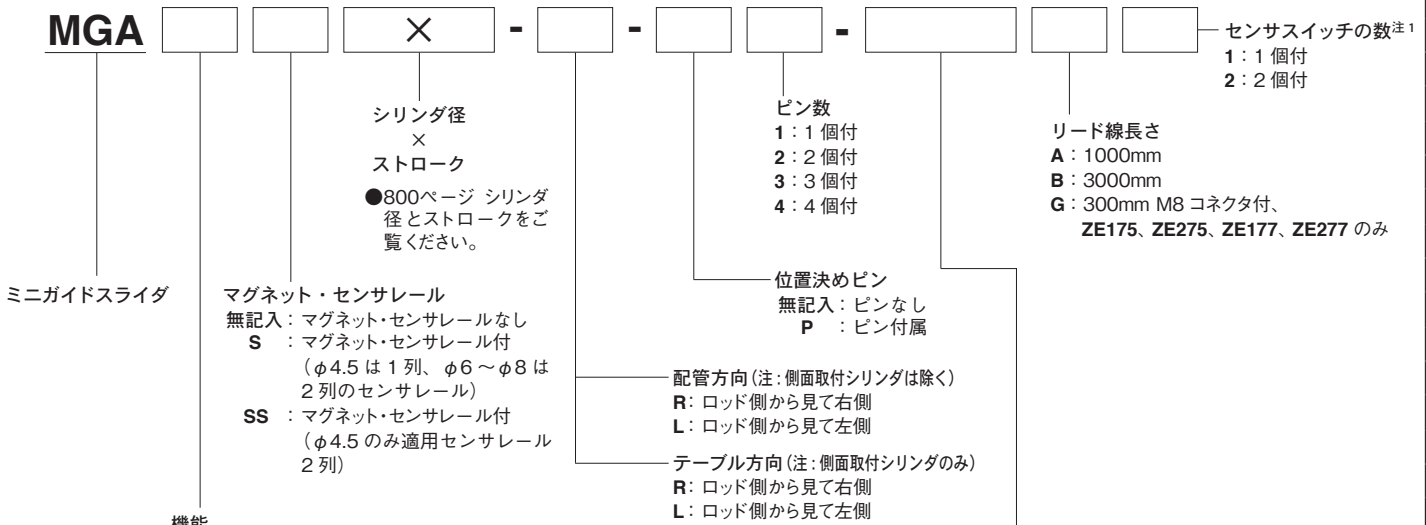 MGA × - - -
センサスイッチの数注1
1：1個付
2：2個付
シリンダ径
×
ストローク
●800ページ シリンダ
径とストロークをご
覧ください。
ピン数
1：1個付
2：2個付
3：3個付
4：4個付
リード線長さ
A：1000mm
B：3000mm
G：300mm M8コネクタ付、
ZE175、ZE275、ZE177、ZE277のみ
ミニガイドスライダ
マグネット・センサレール
無記入：マグネット・センサレールなし
S ：マグネット・センサレール付
（φ4.5は1列、φ6～φ8は
2列のセンサレール）
SS ：マグネット・センサレール付
（φ4.5のみ適用センサレール
2列）
位置決めピン
無記入：ピンなし
P ：ピン付属
配管方向（注：側面取付シリンダは除く）
R：ロッド側から見て右側
L：ロッド側から見て左側
テーブル方向（注：側面取付シリンダのみ）
R：ロッド側から見て右側
L：ロッド側から見て左側
機能